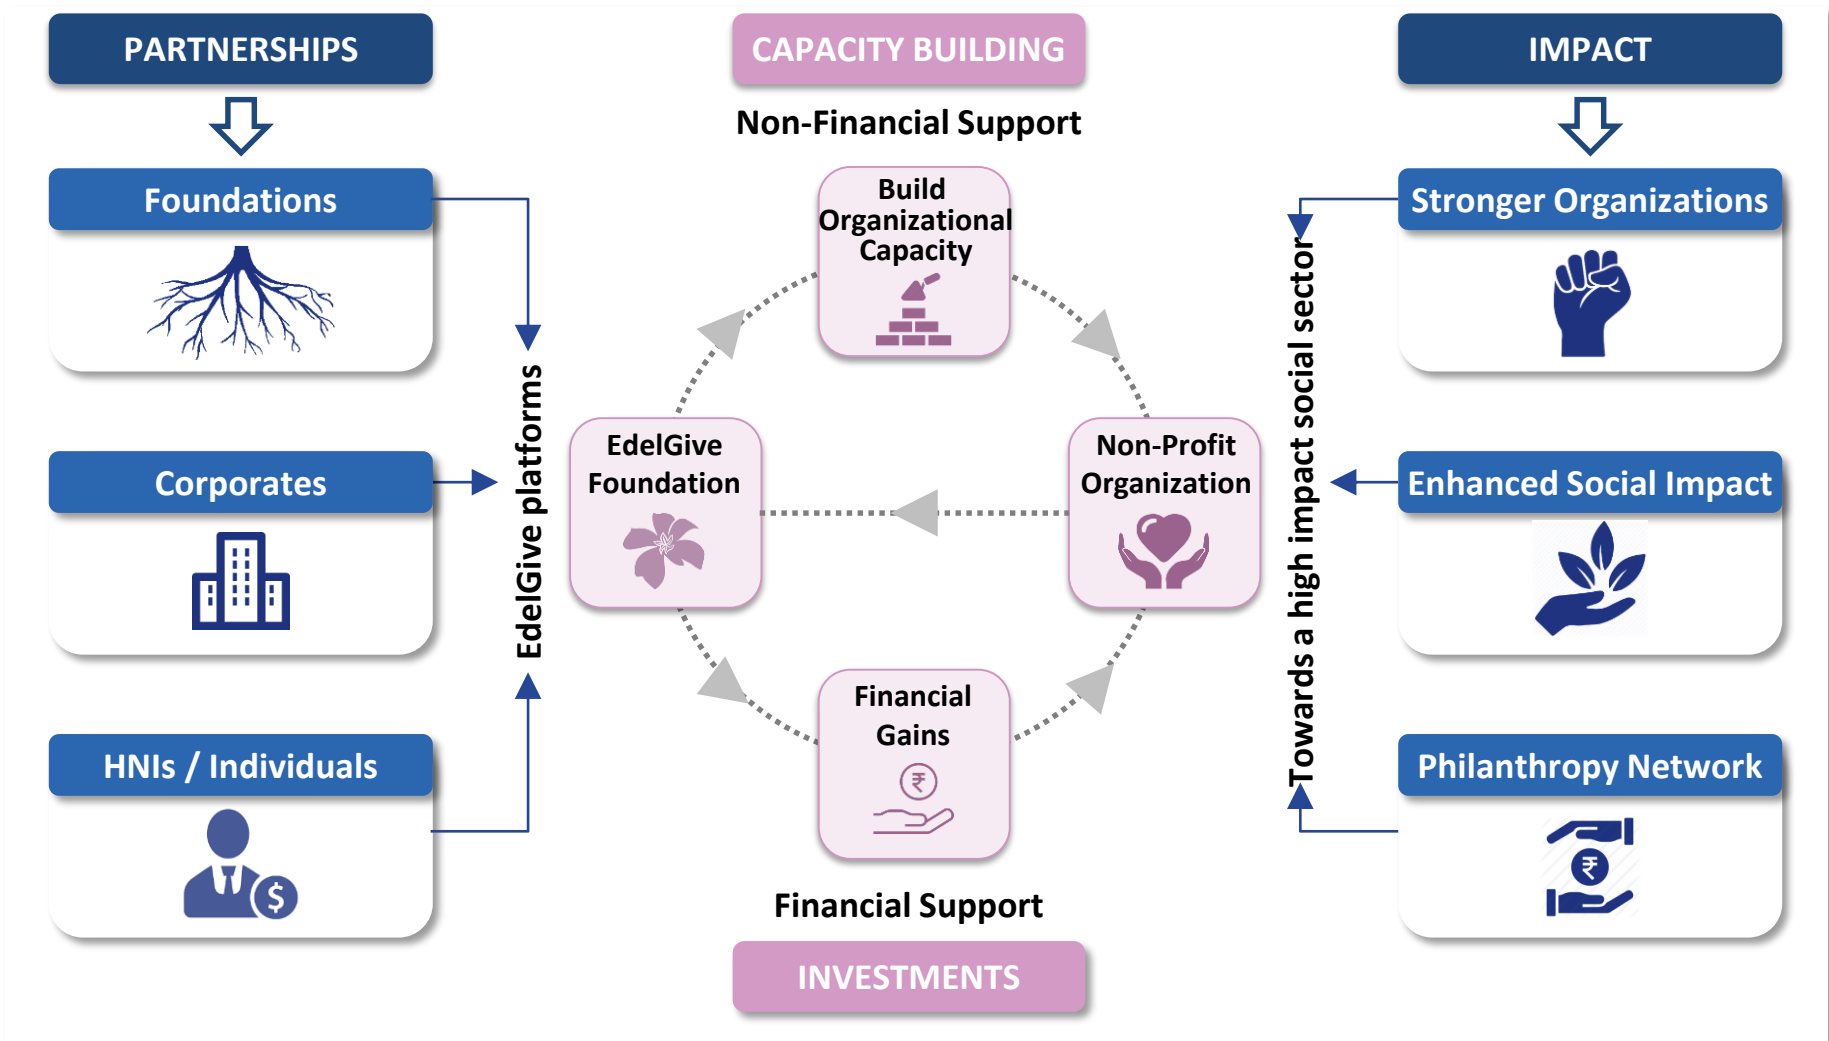 PARTNERSHIPS
Foundations
Corporates
HNIs / Individuals
$
EdelGive platforms
CAPACITY BUILDING
Non-Financial Support
Build
Organizational
Capacity
EdelGive
Foundation
Non-Profit
Organization
Financial
Gains
₹
Financial Support
INVESTMENTS
Towards a high impact social sector
IMPACT
Stronger Organizations
Enhanced Social Impact
Philanthropy Network
₹